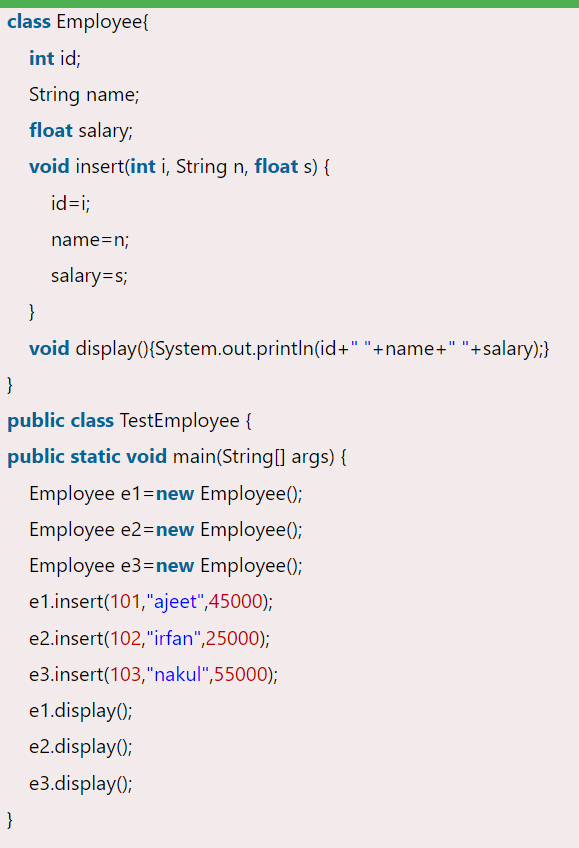 class Employee{
int id;
String name;
float salary;
void insert(int i, String n, float s) {
id=i;
name=n;
salary=s;
}
void display(){System.out.println(id+" "+name+" "+salary);}
}
public class TestEmployee {
public static void main(String[] args) {
Employee e1=new Employee();
Employee e2=new Employee();
Employee e3=new Employee();
e1.insert(101,"ajeet",45000);
e2.insert(102,"irfan",25000);
e3.insert(103,"nakul",55000);
e1.display();
e2.display();
e3.display();
}